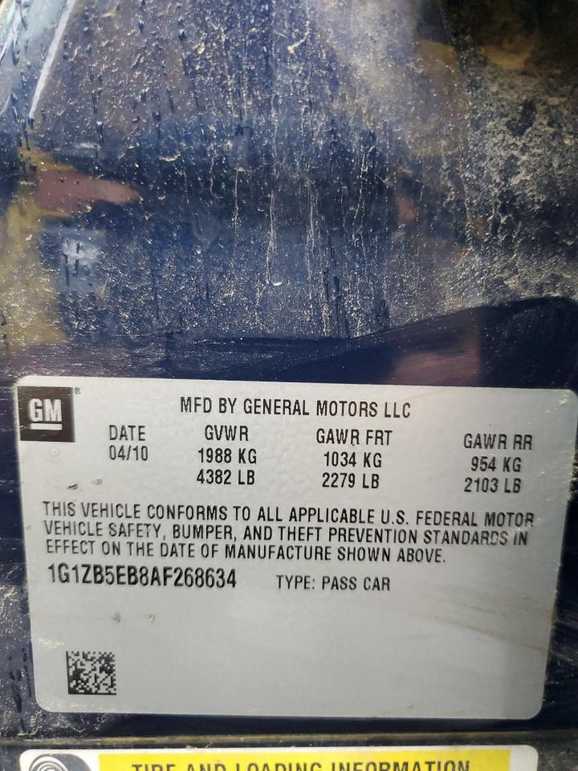 GM ® MFD BY GENERAL MOTORS LLC
DATE GVWR GAWR FRT GAWR RR
04/10 1988 KG 1034 KG 954 KG
4382 LB 2279 LB 2103 LB
THIS VEHICLE CONFORMS TO ALL APPLICABLE U.S. FEDERAL MOTOR
VEHICLE SAFETY, BUMPER, AND THEFT PREVENTION STANDARDS IN
EFFECT ON THE DATE OF MANUFACTURE SHOWN ABOVE.
1G1ZB5EB8AF268634 TYPE: PASS CAR
TIRE AND LOADING INFORMATION